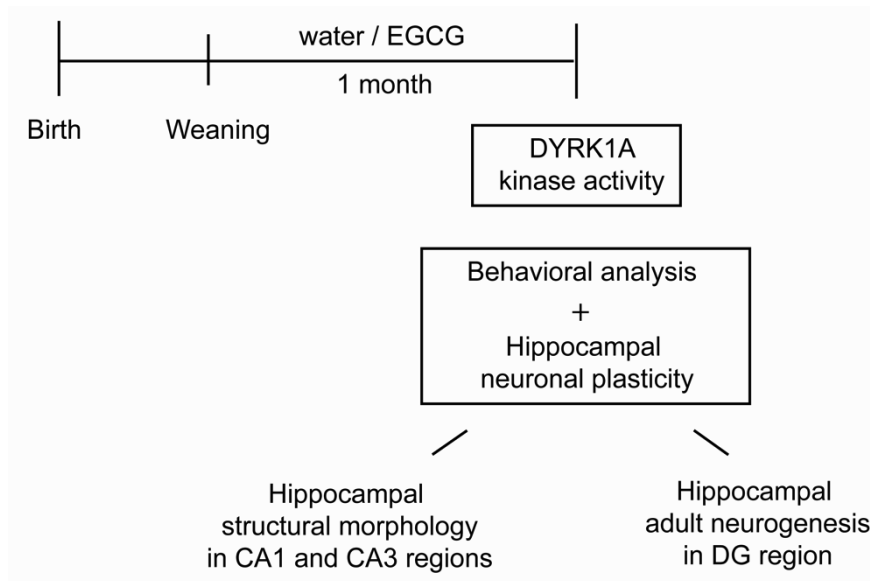 water / EGCG
1 month
Birth
Weaning
DYRK1A
kinase activity
Behavioral analysis
+
Hippocampal
neuronal plasticity
Hippocampal
structural morphology
in CA1 and CA3 regions
Hippocampal
adult neurogenesis
in DG region